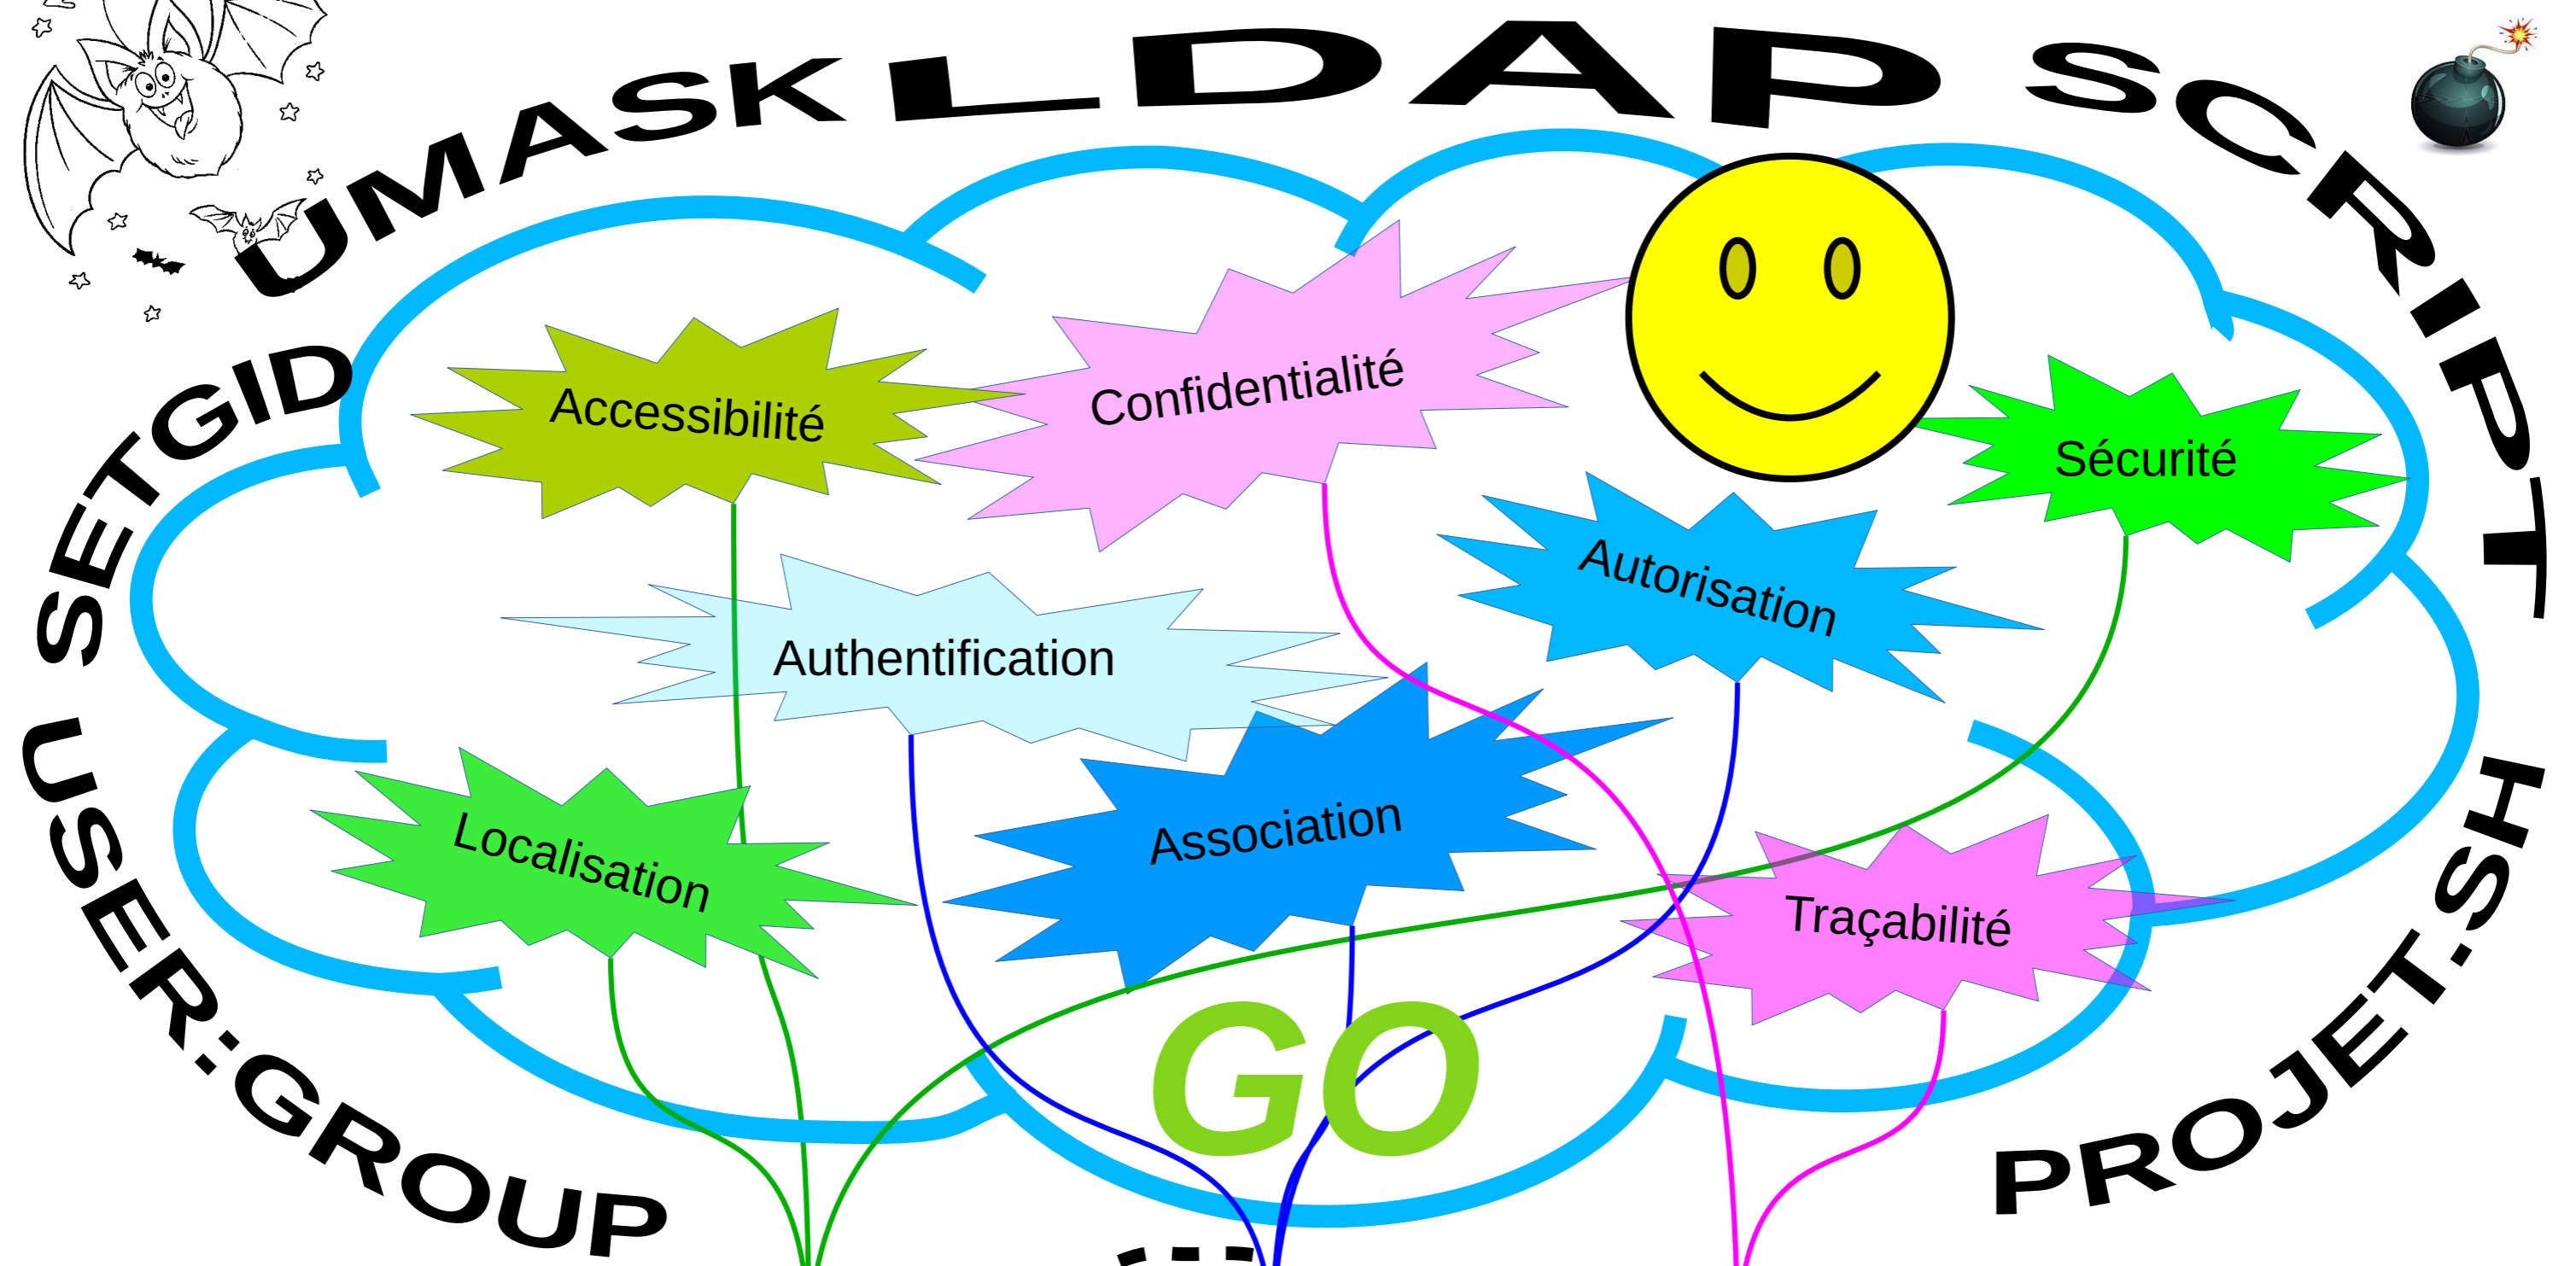 UMASK LDAP SCRIPT
SETGID
Accessibilité
Confidentialité
Sécurité
Autorisation
Authentification
Association
Localisation
Traçabilité
USER:GROUP
GO
PROJET.SH